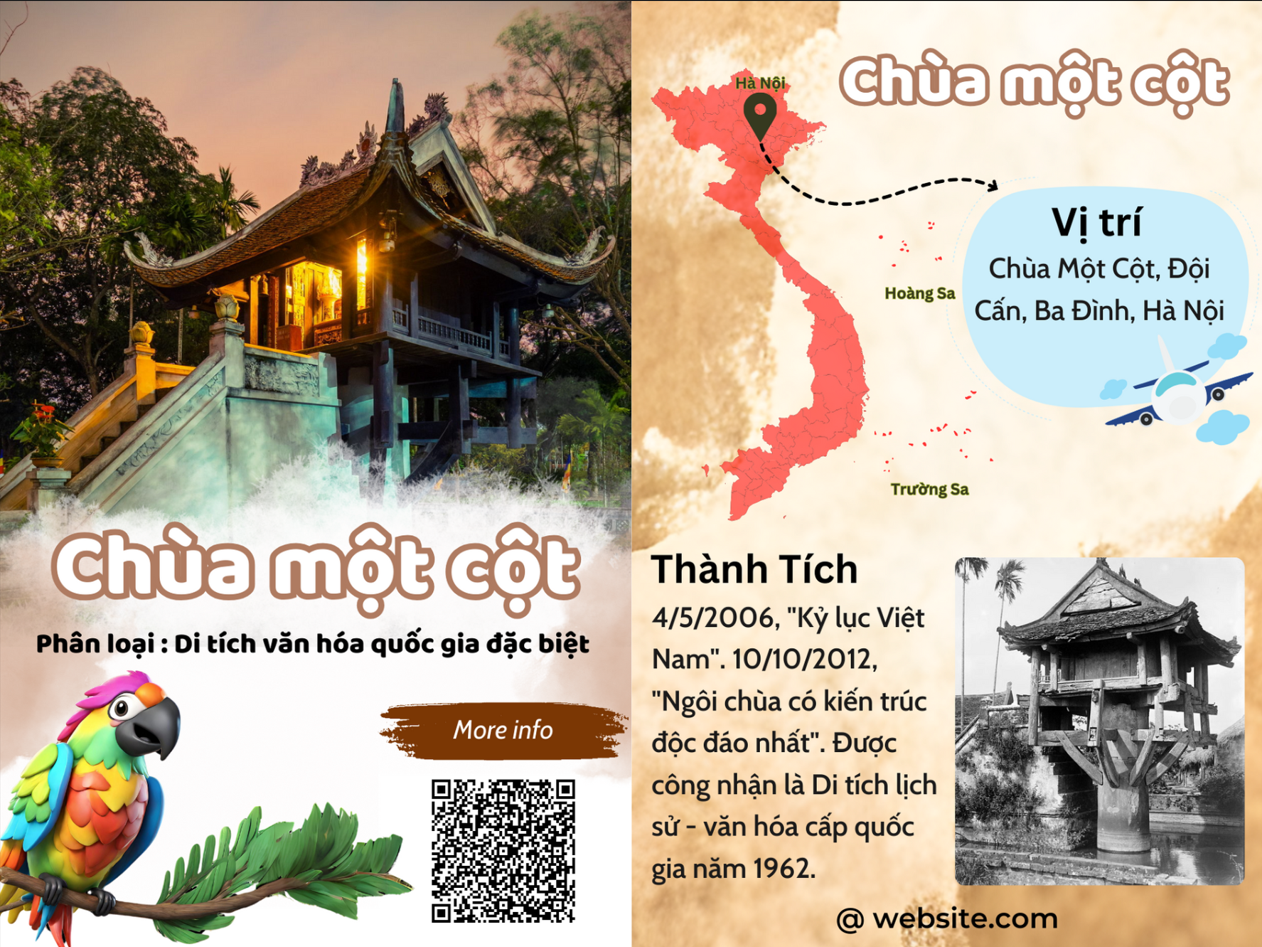 Chùa một cột
Phân loại : Di tích văn hóa quốc gia đặc biệt
More info
Chùa một cột
Hà Nội
Vị trí
Chùa Một Cột, Đội
Cấn, Ba Đình, Hà Nội
Hoàng Sa
Trường Sa
Thành Tích
4/5/2006, "Kỷ lục Việt
Nam". 10/10/2012,
"Ngôi chùa có kiến trúc
độc đáo nhất". Được
công nhận là Di tích lịch
sử - văn hóa cấp quốc
gia năm 1962.
@ website.com